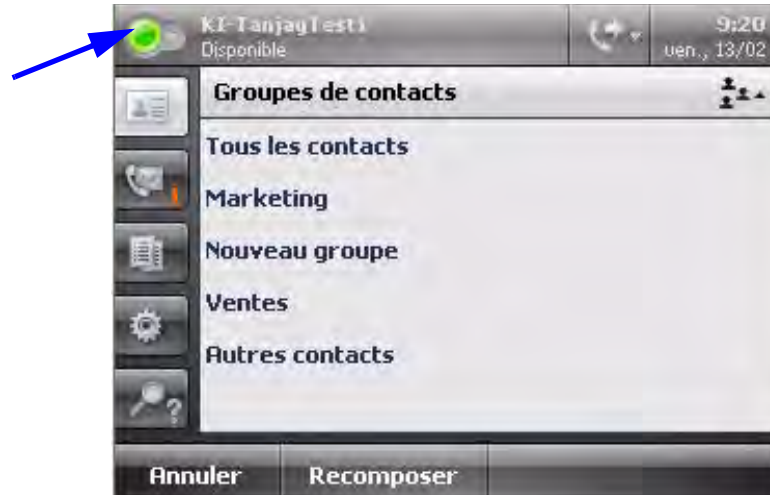 KI-TanjagTest1
9:20
Disponible
ven., 13/02
Groupes de contacts
Tous les contacts
Marketing
Nouveau groupe
Ventes
Autres contacts
?
Annuler
Recomposer